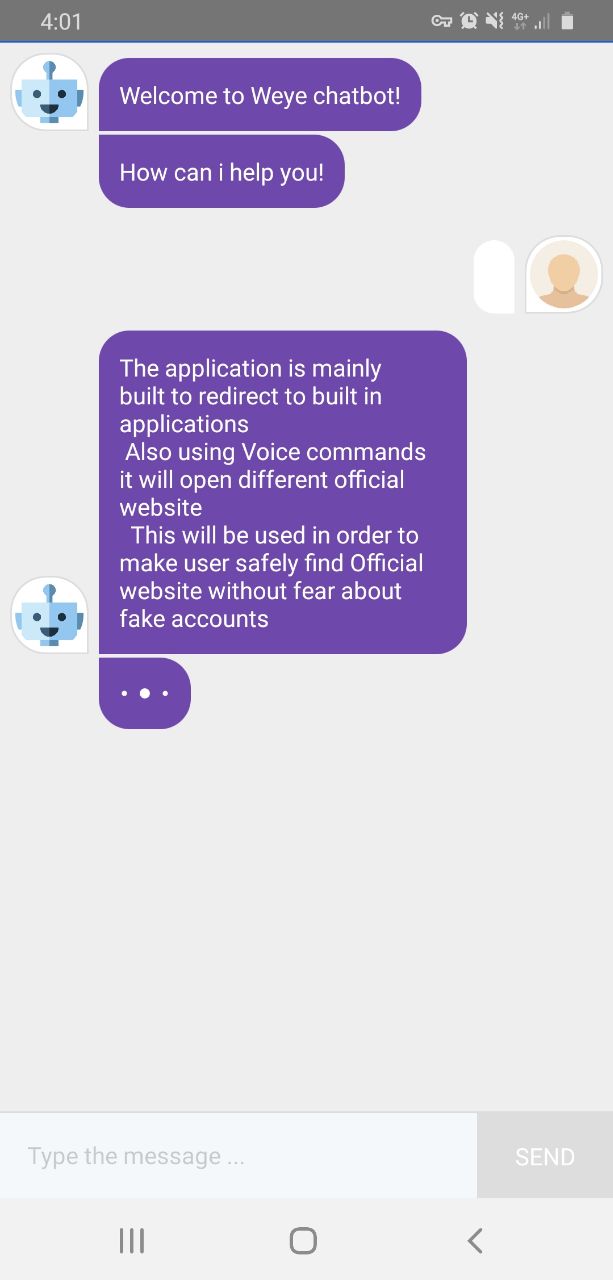 4:01
4G+
Welcome to Weye chatbot!
How can i help you!
The application is mainly
built to redirect to built in
applications
Also using Voice commands
it will open different official
website
This will be used in order to
make user safely find Official
website without fear about
fake accounts
Type the message ...
SEND